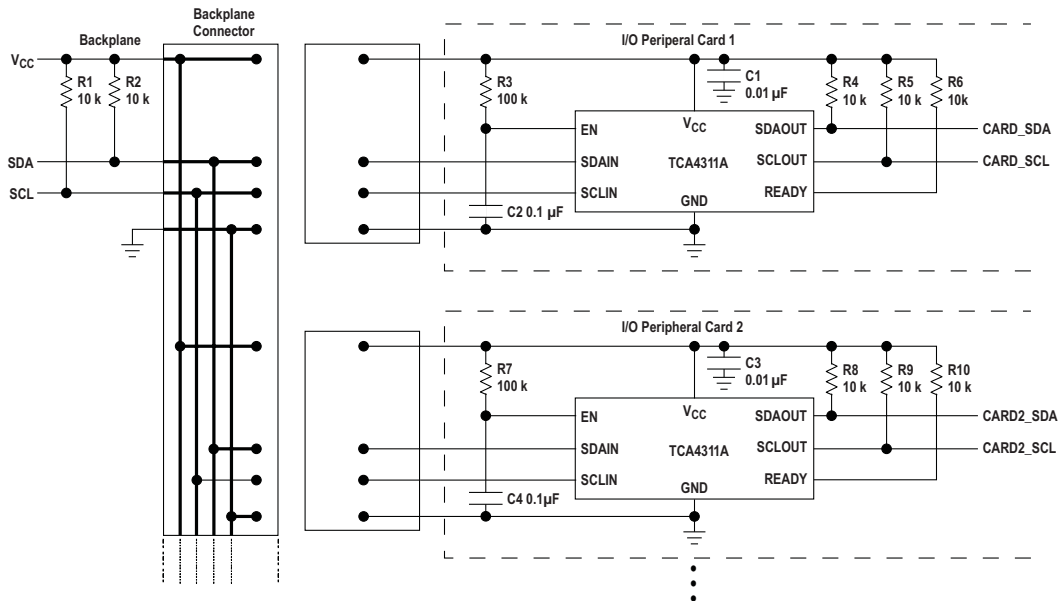 Backplane
Connector
Backplane
VCC
R1
10 k
R2
10 k
SDA
SCL
I/O Periperal Card 1
R3
100 k
C1
0.01 µF
R4
10 k
R5
10 k
R6
10k
EN
VCC
SDAOUT
CARD_SDA
SDAIN
TCA4311A
SCLOUT
CARD_SCL
SCLIN
READY
GND
C2 0.1 µF
I/O Peripheral Card 2
R7
100 k
C3
0.01 µF
R8
10 k
R9
10 k
R10
10 k
EN
VCC
SDAOUT
CARD2_SDA
SDAIN
TCA4311A
SCLOUT
CARD2_SCL
SCLIN
READY
GND
C4 0.1µF